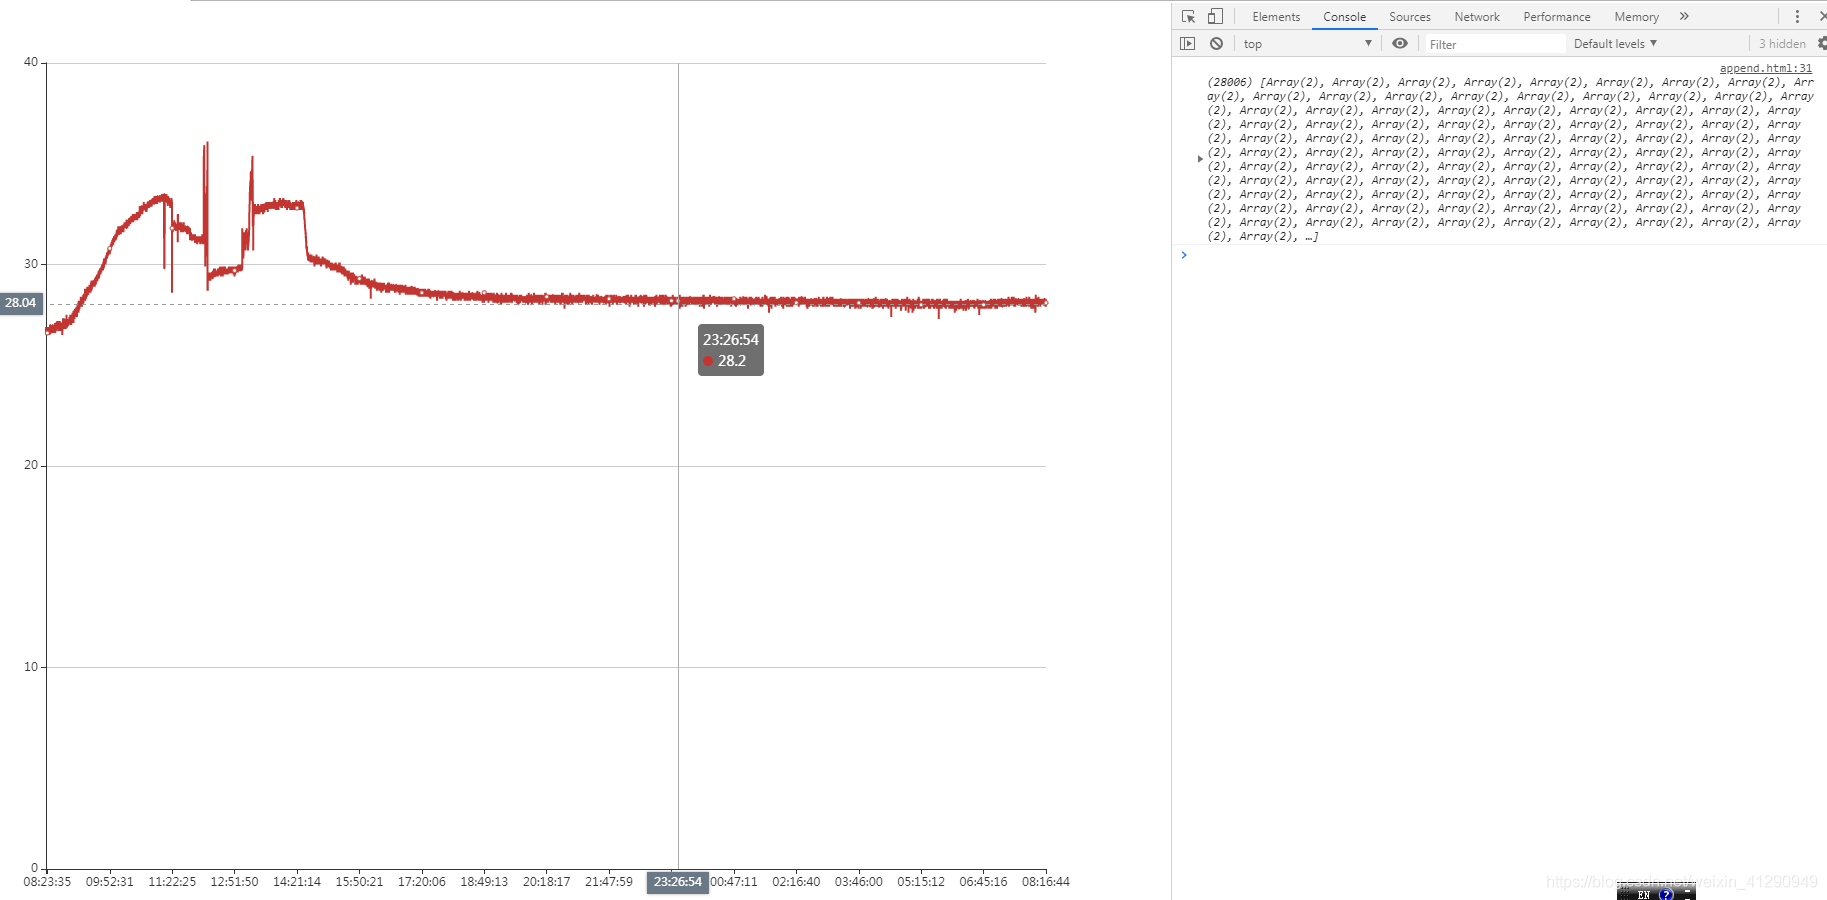 Elements Console Sources Network Performance Memory »
top Filter Default levels 3 hidden
append.html:31
(28006) [Array(2), Array(2), Array(2), Array(2), Array(2), Array(2), Array(2), Array(2), Arr
ay(2), Array(2), Array(2), Array(2), Array(2), Array(2), Array(2), Array(2), Array(2), Array
(2), Array(2), Array(2), Array(2), Array(2), Array(2), Array(2), Array(2), Array(2), Array
(2), Array(2), Array(2), Array(2), Array(2), Array(2), Array(2), Array(2), Array(2), Array
(2), Array(2), Array(2), Array(2), Array(2), Array(2), Array(2), Array(2), Array(2), Array
(2), Array(2), Array(2), Array(2), Array(2), Array(2), Array(2), Array(2), Array(2), Array
(2), Array(2), Array(2), Array(2), Array(2), Array(2), Array(2), Array(2), Array(2), Array
(2), Array(2), Array(2), Array(2), Array(2), Array(2), Array(2), Array(2), Array(2), Array
(2), Array(2), Array(2), Array(2), Array(2), Array(2), Array(2), Array(2), Array(2), Array
(2), Array(2), Array(2), Array(2), Array(2), Array(2), Array(2), Array(2), Array(2), Array
(2), Array(2), Array(2), Array(2), Array(2), Array(2), Array(2), Array(2), Array(2), Array
(2), Array(2), …]
40
30
28.04
23:26:54
28.2
20
10
0
08:23:35 09:52:31 11:22:25 12:51:50 14:21:14 15:50:21 17:20:06 18:49:13 20:18:17 21:47:59 23:26:54 00:47:11 02:16:40 03:46:00 05:15:12 06:45:16 08:16:44
https://blog.csdn.net/weixin_41290949
EN